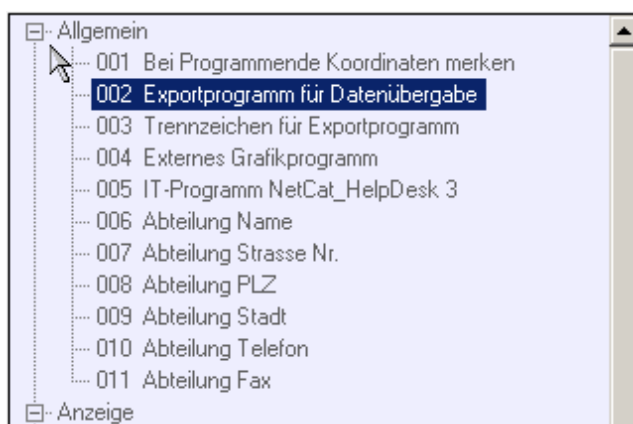 Allgemein
001 Bei Programmende Koordinaten merken
002 Exportprogramm für Datenübergabe
003 Trennzeichen für Exportprogramm
004 Externes Grafikprogramm
005 IT-Programm NetCat_HelpDesk 3
006 Abteilung Name
007 Abteilung Strasse Nr.
008 Abteilung PLZ
009 Abteilung Stadt
010 Abteilung Telefon
011 Abteilung Fax
Anzeige